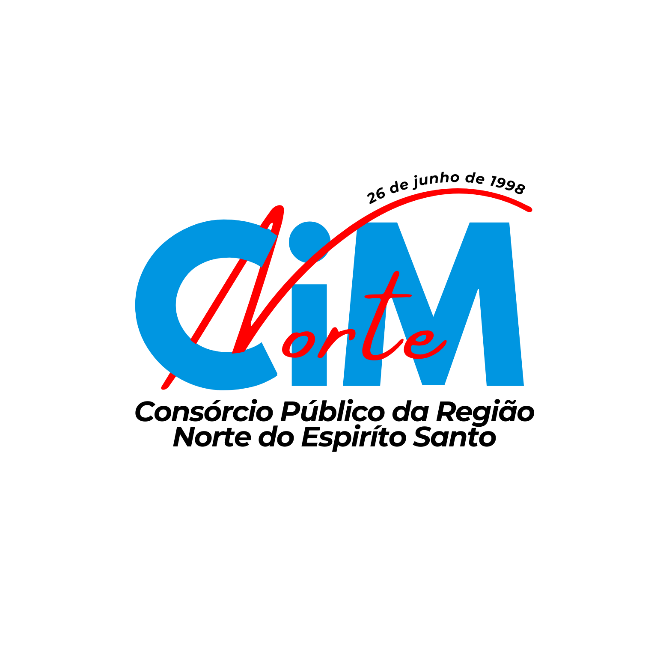 26 de junho de 1998
CiM
Norte
Consórcio Público da Região
Norte do Espiríto Santo